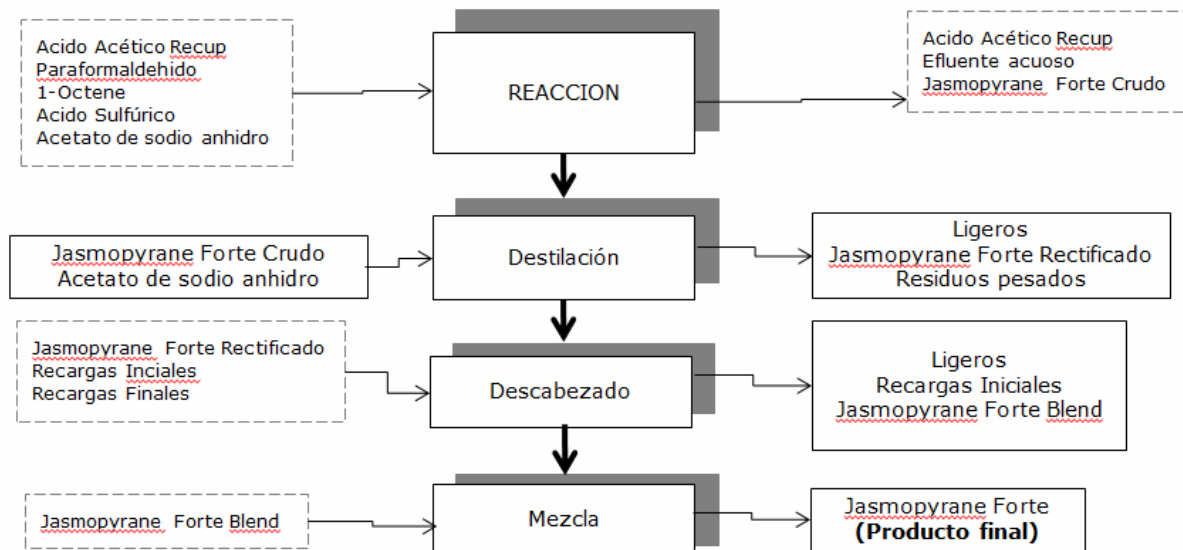 Acido Acético Recup
Paraformaldehido
1-Octene
Acido Sulfúrico
Acetato de sodio anhidro
REACCION
Acido Acético Recup
Efluente acuoso
Jasmopyrane Forte Crudo
Jasmopyrane Forte Crudo
Acetato de sodio anhidro
Destilación
Ligeros
Jasmopyrane Forte Rectificado
Residuos pesados
Jasmopyrane Forte Rectificado
Recargas Inciales
Recargas Finales
Descabezado
Ligeros
Recargas Iniciales
Jasmopyrane Forte Blend
Jasmopyrane Forte Blend
Mezcla
Jasmopyrane Forte
(Producto final)